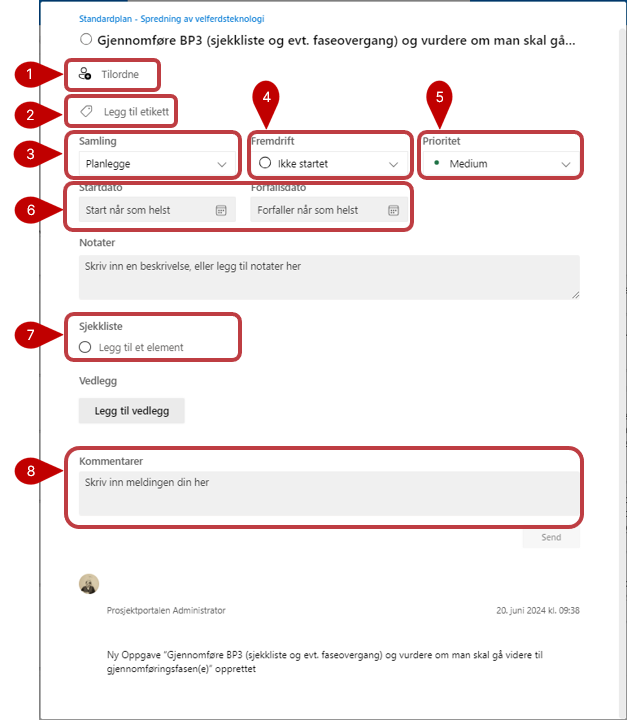 Standardplan - Spredning av velferdsteknologi
Gjennomføre BP3 (sjekkliste og evt. faseovergang) og vurdere om man skal gå...
1
Tilordne
2
Legg til etikett
4
5
3
Samling
Fremdrift
Prioritet
Planlegge
Ikke startet
Medium
6
Startdato
Forfallsdato
Start når som helst
Forfaller når som helst
Notater
Skriv inn en beskrivelse, eller legg til notater her
7
Sjekkliste
Legg til et element
Vedlegg
Legg til vedlegg
8
Kommentarer
Skriv inn meldingen din her
Send
Prosjektportalen Administrator
20. juni 2024 kl. 09:38
Ny Oppgave "Gjennomføre BP3 (sjekkliste og evt. faseovergang) og vurdere om man skal gå videre til
gjennomføringsfasen(e)" opprettet